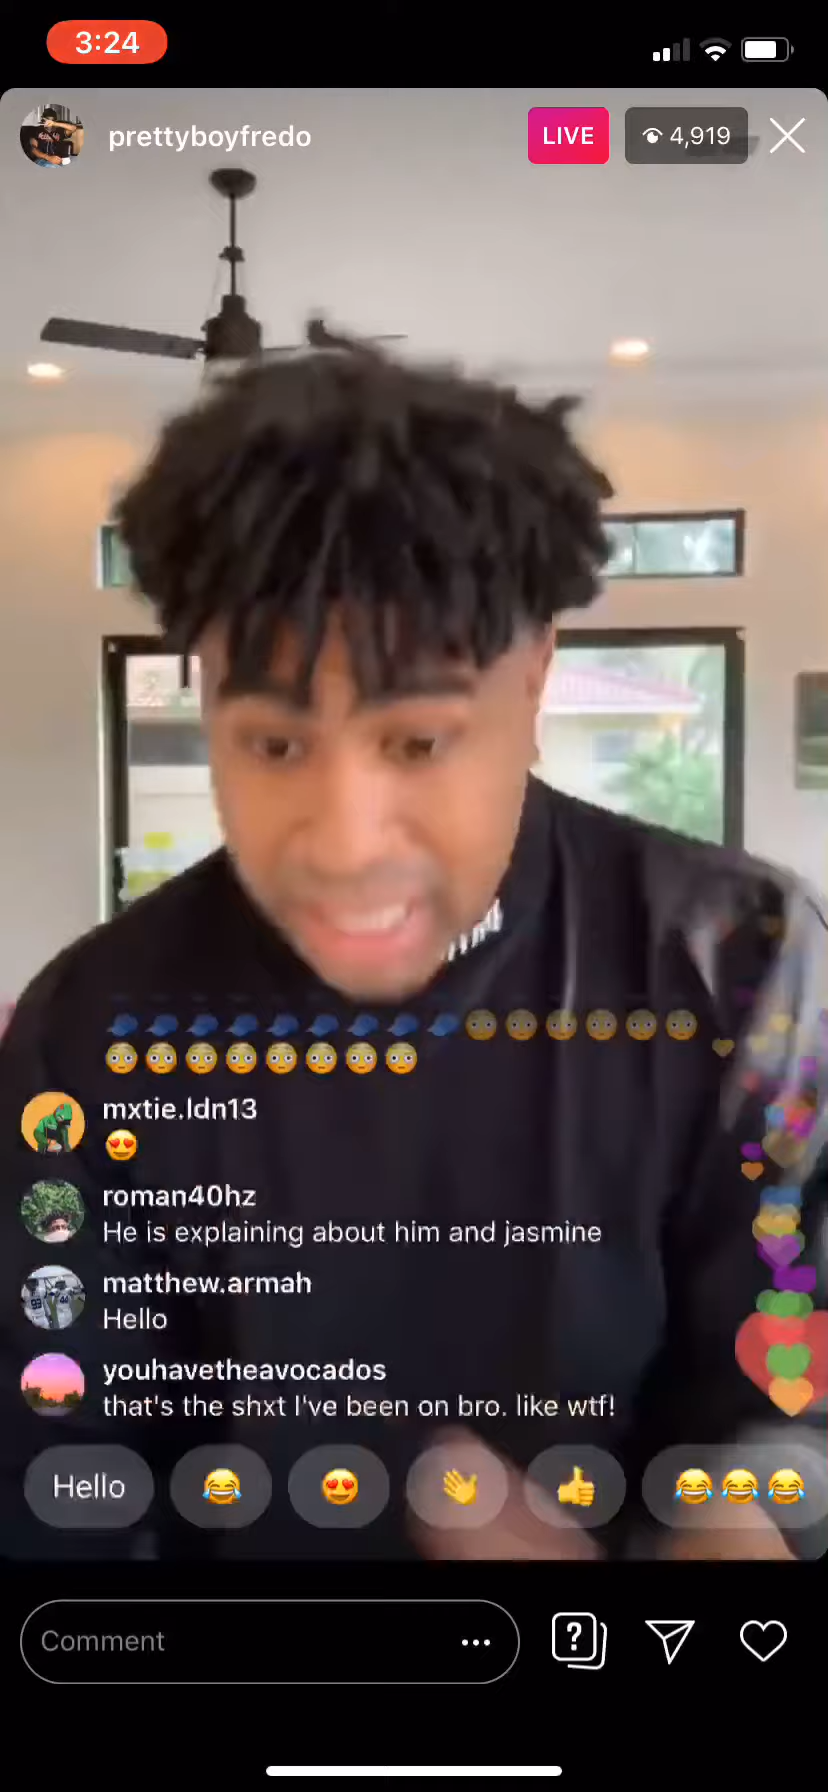 3:24
prettyboyfredo
LIVE
4,919
mxtie.ldn13
roman40hz
He is explaining about him and jasmine
matthew.armah
Hello
youhavetheavocados
that's the shxt I've been on bro. like wtf!
Hello
Comment